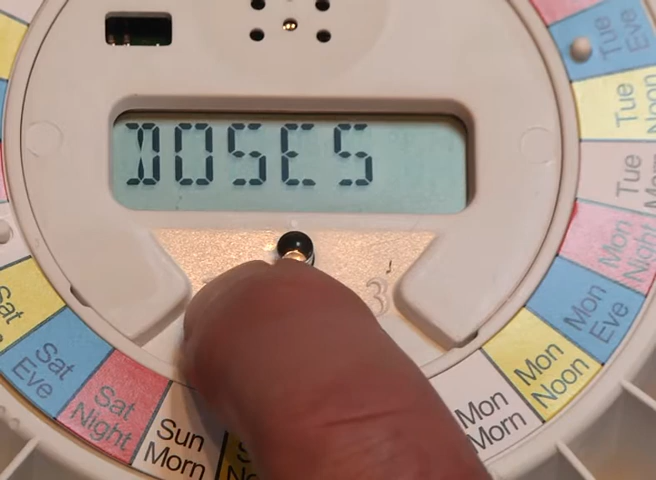 DOSES
3
Tue
Eve
Tue
Noon
Tue
Morn
Mon
Night
Mon
Eve
Mon
Noon
Mon
Morn
Sat
Sat
Eve
Sat
Night
Sun
Morn